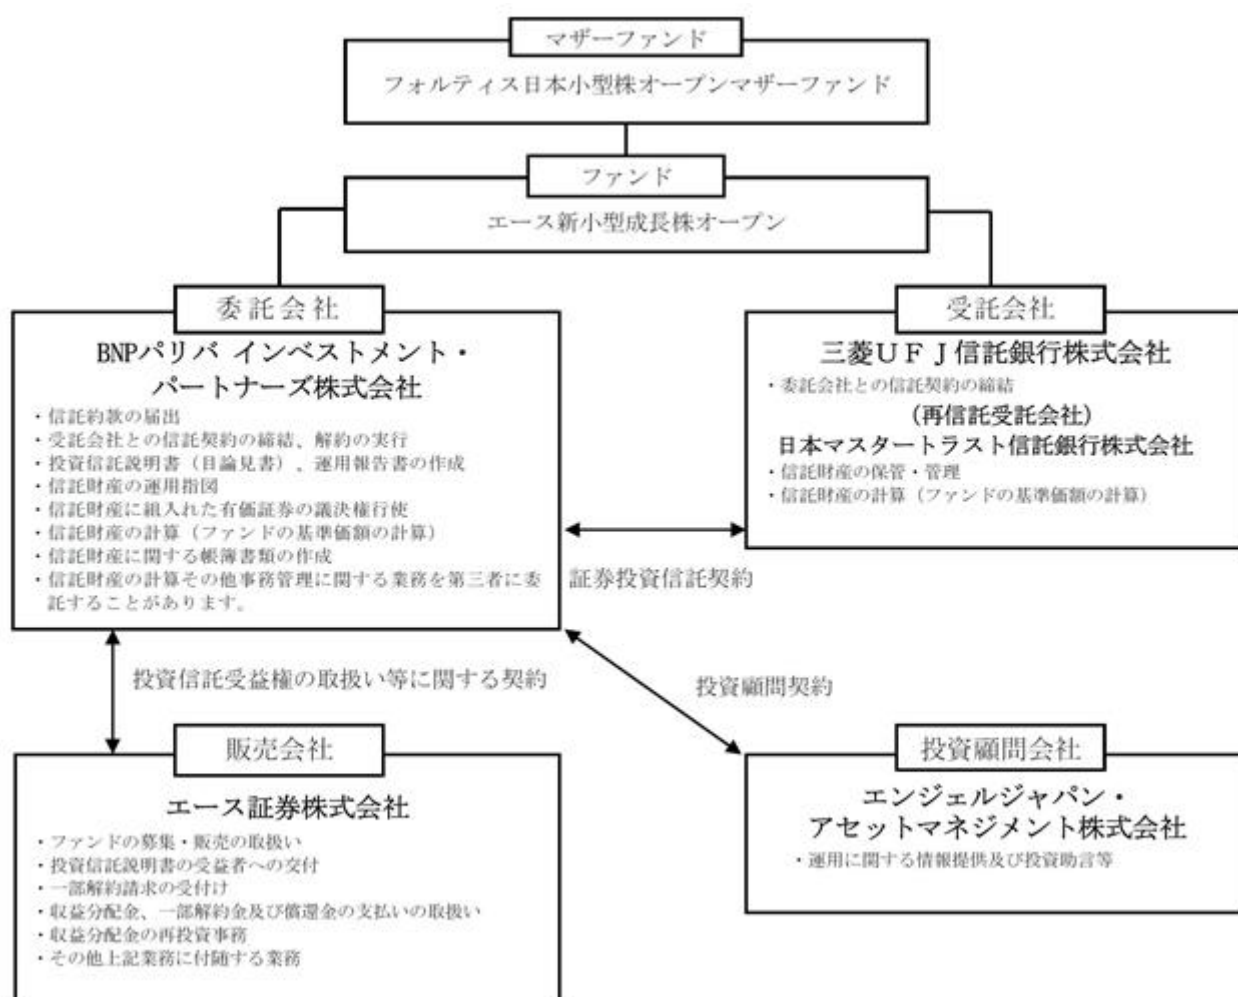 マザーファンド
フォルティス日本小型株オープンマザーファンド
ファンド
エース新小型成長株オープン
委託会社
BNPパリバ インベストメント・
パートナーズ株式会社
・信託約款の届出
・受託会社との信託契約の締結、解約の実行
・投資信託説明書（目論見書）、運用報告書の作成
・信託財産の運用指図
・信託財産に組入れた有価証券の議決権行使
・信託財産の計算（ファンドの基準価額の計算）
・信託財産に関する帳簿書類の作成
・信託財産の計算その他事務管理に関する業務を第三者に委
託することがあります。
受託会社
三菱ＵＦＪ信託銀行株式会社
・委託会社との信託契約の締結
(再信託受託会社)
日本マスタートラスト信託銀行株式会社
・信託財産の保管・管理
・信託財産の計算（ファンドの基準価額の計算）
証券投資信託契約
投資信託受益権の取扱い等に関する契約
投資顧問契約
販売会社
エース証券株式会社
・ファンドの募集・販売の取扱い
・投資信託説明書の受益者への交付
・一部解約請求の受付け
・収益分配金、一部解約金及び償還金の支払いの取扱い
・収益分配金の再投資事務
・その他上記業務に付随する業務
投資顧問会社
エンジェルジャパン・
アセットマネジメント株式会社
・運用に関する情報提供及び投資助言等